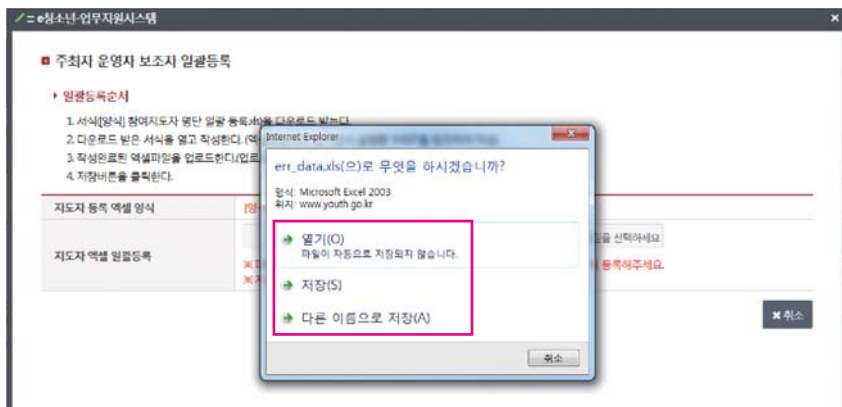 e청소년-업무지원시스템
주최자 운영자 보조자 일괄등록
일괄등록순서
1. 서식[양식] 참여지도자 명단 일괄 등록.xls을 다운로드 받는다.
2. 다운로드 받은 서식을 열고 작성한다. (엑
3. 작성완료된 엑셀파일을 업로드한다.(업로
4. 저장버튼을 클릭한다.
지도자 등록 엑셀 양식
지도자 엑셀 일괄등록
Internet Explorer
err_data.xls(으)로 무엇을 하시겠습니까?
형식: Microsoft Excel 2003
위치: www.youth.go.kr
열기(O)
파일이 자동으로 저장되지 않습니다.
저장(S)
다른 이름으로 저장(A)
취소
선택하세요
등록해주세요.
취소